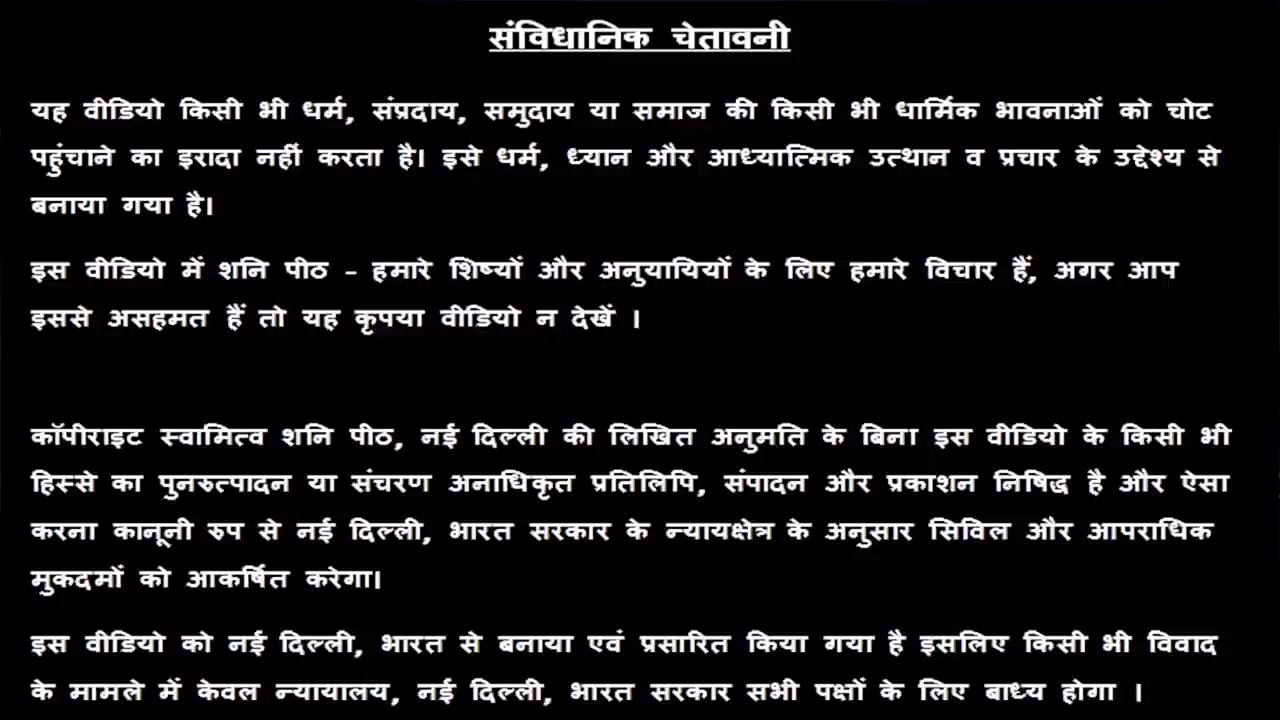 संविधानिक चेतावनी
यह वीडियो किसी भी धर्म, संप्रदाय, समुदाय या समाज की किसी भी धार्मिक भावनाओं को चोट
पहुंचाने का इरादा नहीं करता है। इसे धर्म, ध्यान और आध्यात्मिक उत्थान व प्रचार के उद्देश्य से
बनाया गया है।
इस वीडियो में शनि पीठ – हमारे शिष्यों और अनुयायियों के लिए हमारे विचार हैं, अगर आप
इससे असहमत हैं तो यह कृपया वीडियो न देखें ।
कॉपीराइट स्वामित्व शनि पीठ, नई दिल्ली की लिखित अनुमति के बिना इस वीडियो के किसी भी
हिस्से का पुनरुत्पादन या संचरण अनाधिकृत प्रतिलिपि, संपादन और प्रकाशन निषिद्ध है और ऐसा
करना कानूनी रुप से नई दिल्ली, भारत सरकार के न्यायक्षेत्र के अनुसार सिविल और आपराधिक
मुकदमों को आकर्षित करेगा।
इस वीडियो को नई दिल्ली, भारत से बनाया एवं प्रसारित किया गया है इसलिए किसी भी विवाद
के मामले में केवल न्यायालय, नई दिल्ली, भारत सरकार सभी पक्षों के लिए बाध्य होगा ।